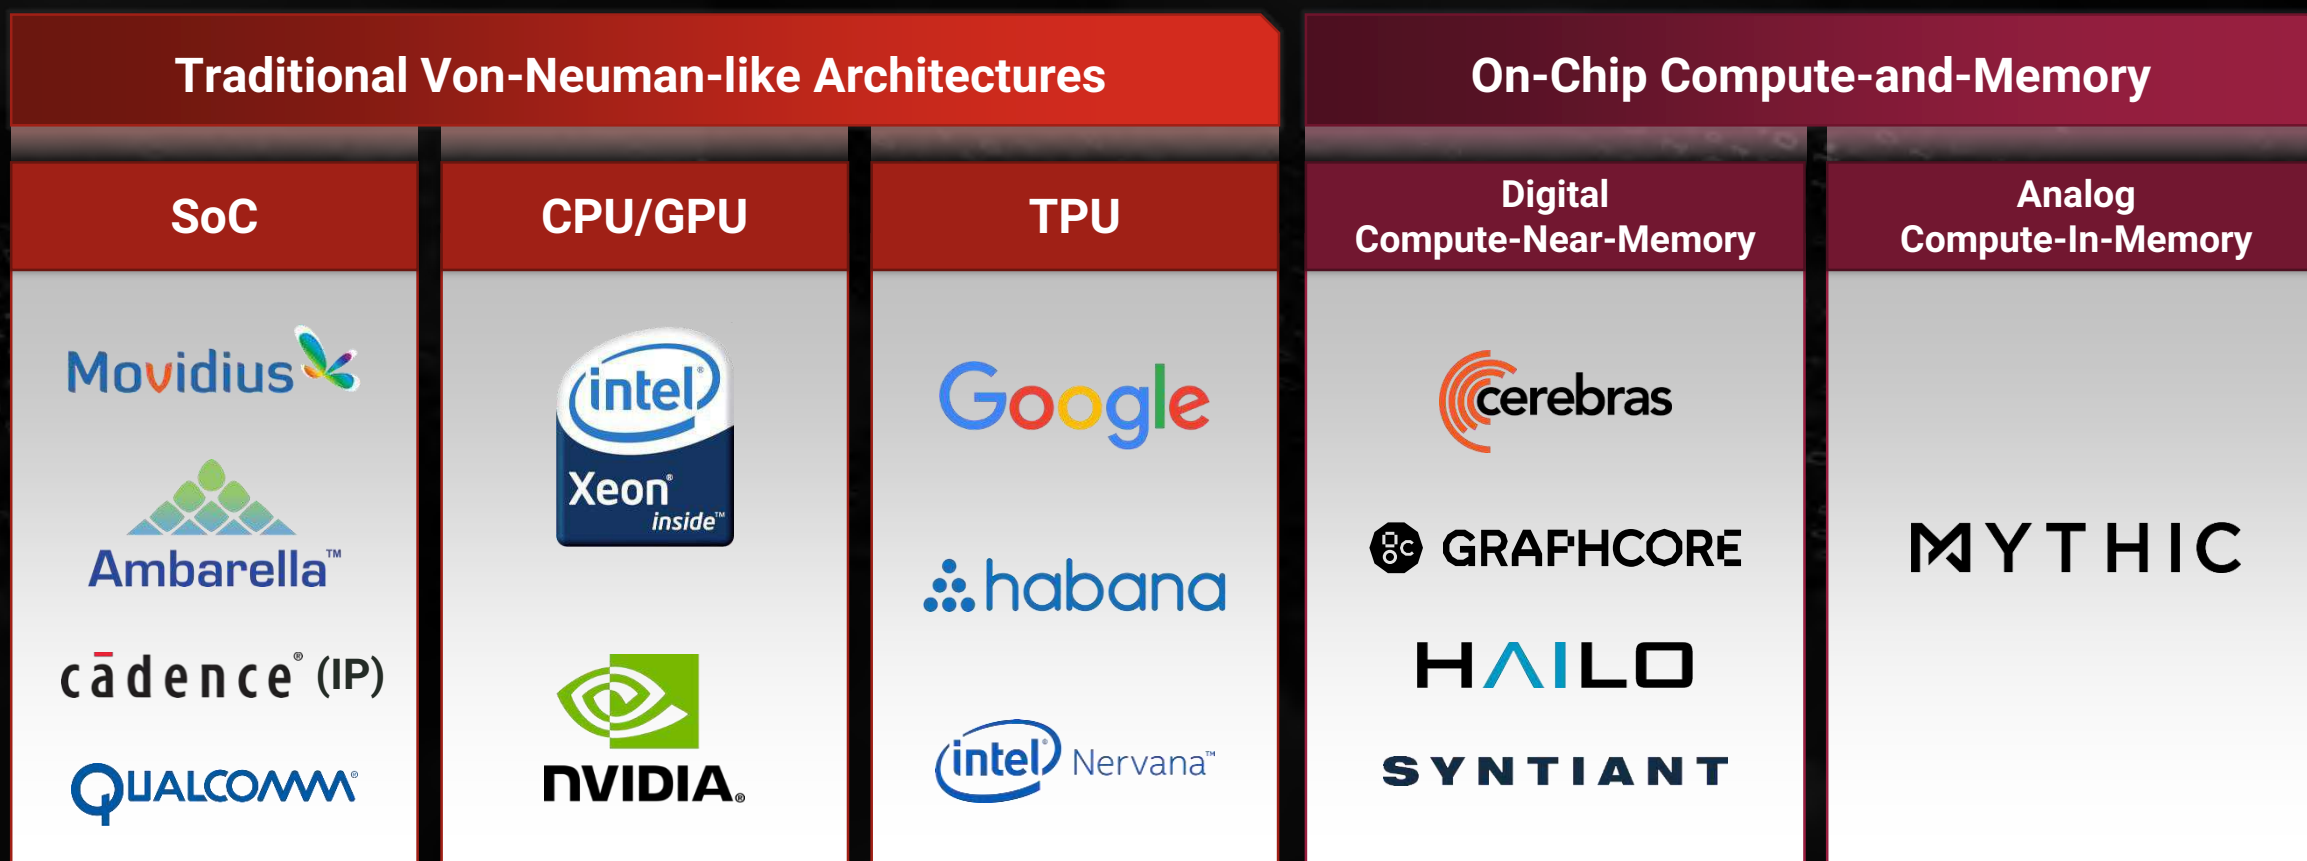 Traditional Von-Neuman-like Architectures
On-Chip Compute-and-Memory
SoC
Movidius
Ambarella™
cādence® (IP)
QUALCOMM®
CPU/GPU
intel®
Xeon®
inside™
NVIDIA®
TPU
Google
habana
intel® Nervana™
Digital
Compute-Near-Memory
cerebras
gc GRAPHCORE
HAILO
SYNTIANT
Analog
Compute-In-Memory
MYTHIC